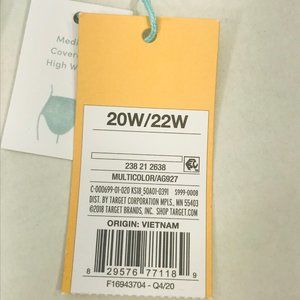 Medi
Covera
High W
20W/22W
238 21 2638
MULTICOLOR/AG927
C-000699-01-020 KS18_50A01-0391 S999-0008
DIST. BY TARGET CORPORATION MPLS., MN 55403
©2018 TARGET BRANDS, INC. SHOP TARGET.COM
ORIGIN: VIETNAM
8 29576 77118 9
F16943704 - Q4/20